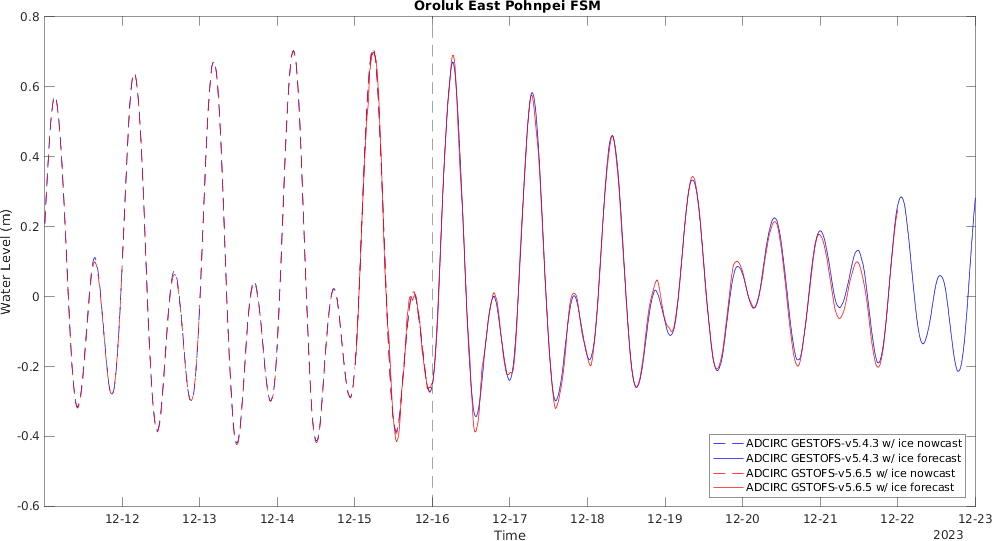 Oroluk East Pohnpei FSM
0.8
0.6
0.4
0.2
0
-0.2
-0.4
-0.6
Water Level (m)
ADCIRC GESTOFS-v5.4.3 w/ ice nowcast
ADCIRC GESTOFS-v5.4.3 w/ ice forecast
ADCIRC GSTOFS-v5.6.5 w/ ice nowcast
ADCIRC GSTOFS-v5.6.5 w/ ice forecast
12-12 12-13 12-14 12-15 12-16 12-17 12-18 12-19 12-20 12-21 12-22 12-23
Time
2023